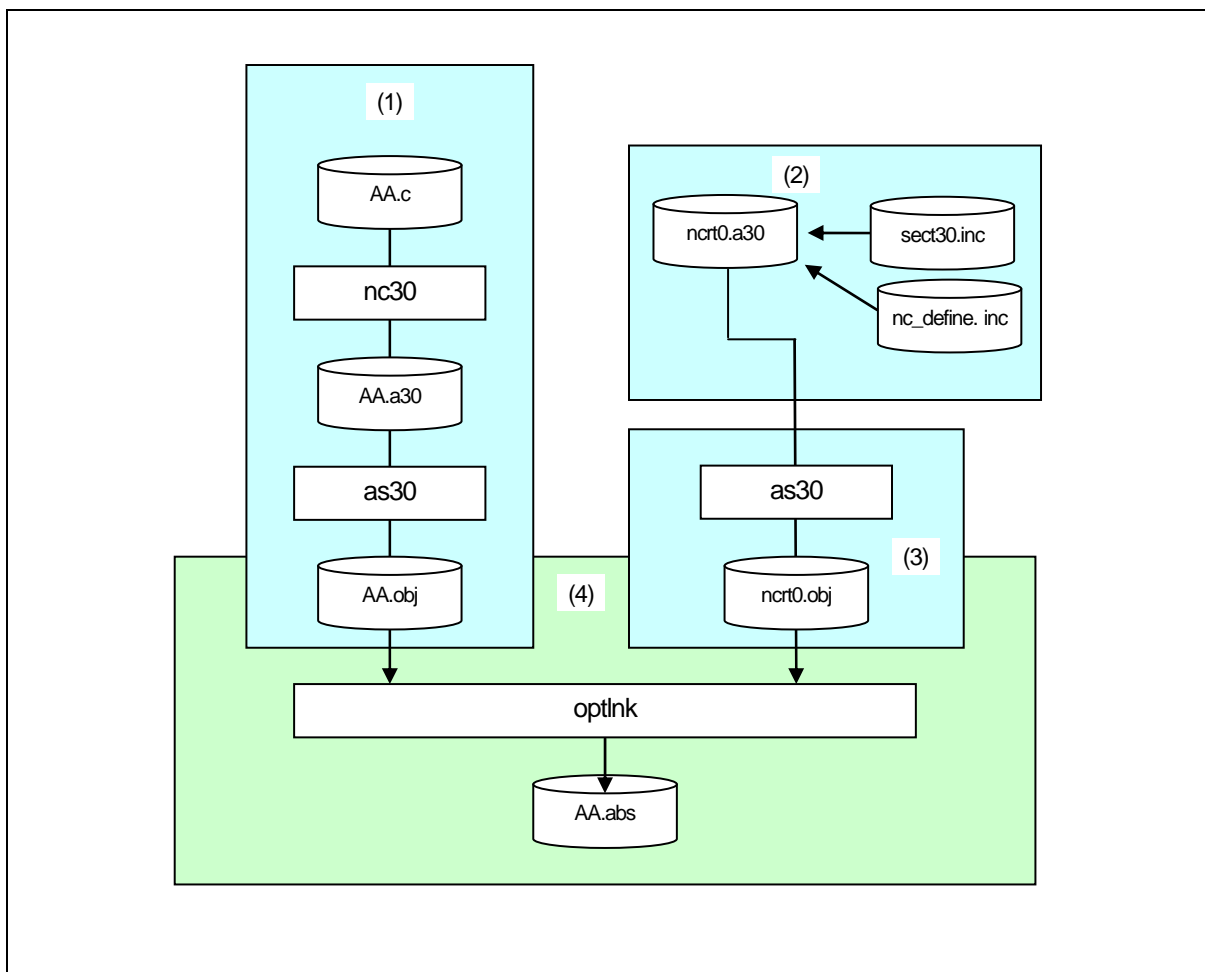 (1)
AA.c
nc30
AA.a30
as30
AA.obj
(2)
ncrt0.a30
sect30.inc
nc_define. inc
as30
(3)
ncrt0.obj
(4)
optlnk
AA.abs